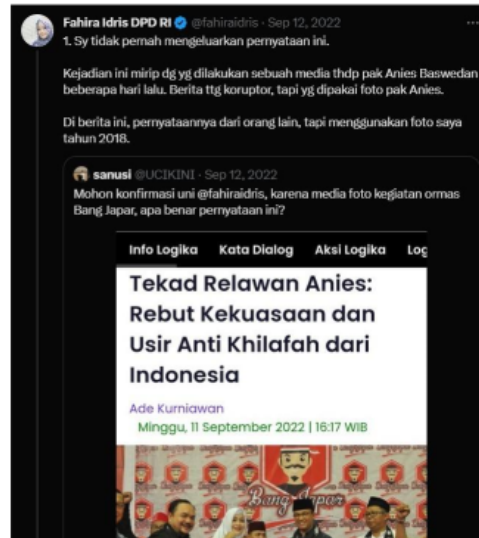 Fahira Idris DPD RI @fahiraidris · Sep 12, 2022
1. Sy tidak pernah mengeluarkan pernyataan ini.
Kejadian ini mirip dg yg dilakukan sebuah media thdp pak Anies Baswedan
beberapa hari lalu. Berita ttg koruptor, tapi yg dipakai foto pak Anies.
Di berita ini, pernyataannya dari orang lain, tapi menggunakan foto saya
tahun 2018.
sanusi @UCIKINI · Sep 12, 2022
Mohon konfirmasi uni @fahiraidris, karena media foto kegiatan ormas
Bang Japar, apa benar pernyataan ini?
Info Logika Kata Dialog Aksi Logika Log
Tekad Relawan Anies:
Rebut Kekuasaan dan
Usir Anti Khilafah dari
Indonesia
Ade Kurniawan
Minggu, 11 September 2022 | 16:17 WIB
Bang Japar